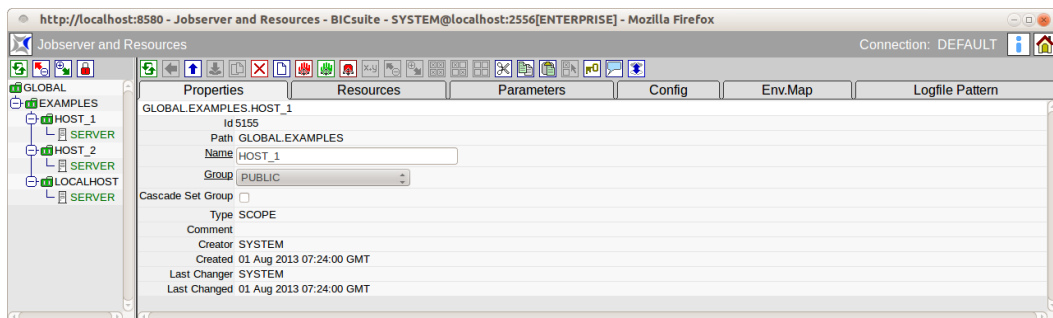 http://localhost:8580 - Jobserver and Resources - BICsuite - SYSTEM@localhost:2556[ENTERPRISE] - Mozilla Firefox
Jobserver and Resources
Connection: DEFAULT
GLOBAL
EXAMPLES
HOST_1
SERVER
HOST_2
SERVER
LOCALHOST
SERVER
Properties
Resources
Parameters
Config
Env.Map
Logfile Pattern
GLOBAL.EXAMPLES.HOST_1
Id 5155
Path GLOBAL.EXAMPLES
Name HOST_1
Group PUBLIC
Cascade Set Group
Type SCOPE
Comment
Creator SYSTEM
Created 01 Aug 2013 07:24:00 GMT
Last Changer SYSTEM
Last Changed 01 Aug 2013 07:24:00 GMT